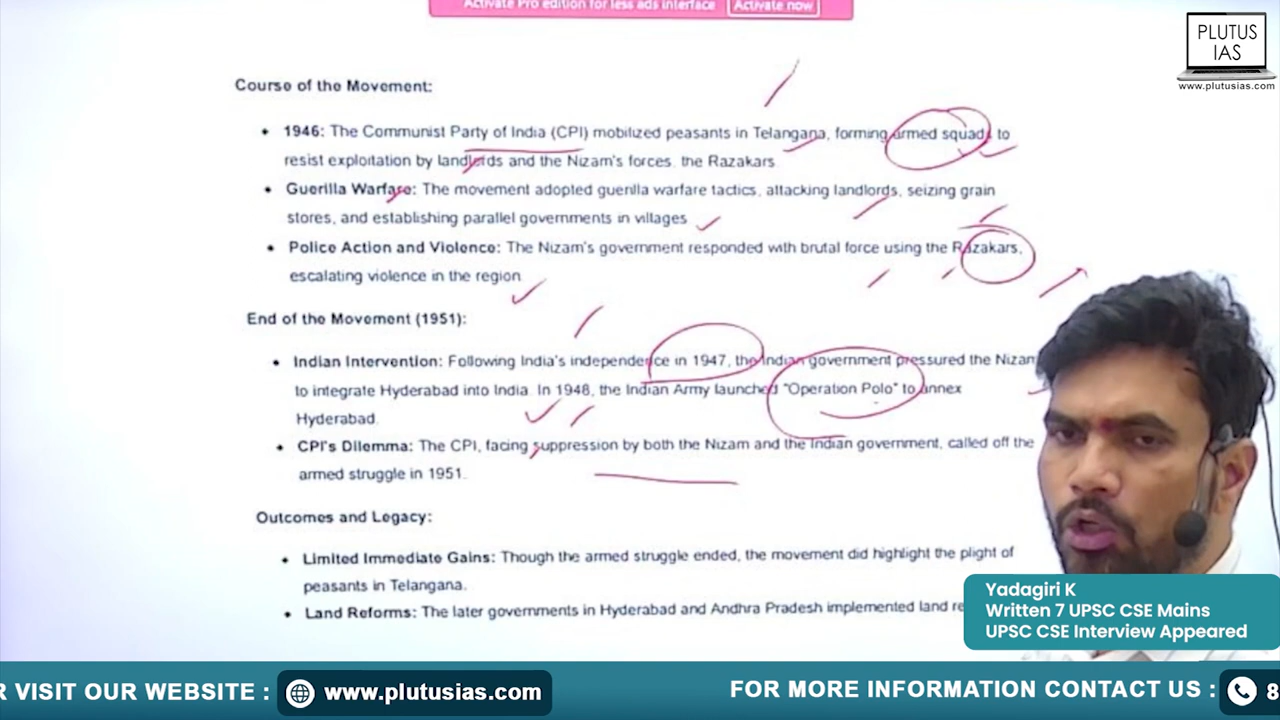 Activate Pro edition for less ads interface Activate now
PLUTUS
IAS
www.plutusias.com
Course of the Movement:
• 1946: The Communist Party of India (CPI) mobilized peasants in Telangana, forming armed squads to
resist exploitation by landlords and the Nizam's forces. the Razakars
• Guerilla Warfare: The movement adopted guerilla warfare tactics, attacking landlords, seizing grain
stores, and establishing parallel governments in villages
• Police Action and Violence: The Nizam's government responded with brutal force using the Razakars,
escalating violence in the region
End of the Movement (1951):
• Indian Intervention: Following India's independence in 1947, the Indian government pressured the Nizam
to integrate Hyderabad into India. In 1948, the Indian Army launched "Operation Polo" to annex
Hyderabad.
• CPI's Dilemma: The CPI, facing suppression by both the Nizam and the Indian government, called off the
armed struggle in 1951.
Outcomes and Legacy:
• Limited Immediate Gains: Though the armed struggle ended, the movement did highlight the plight of
peasants in Telangana.
• Land Reforms: The later governments in Hyderabad and Andhra Pradesh implemented land re
Yadagiri K
Written 7 UPSC CSE Mains
UPSC CSE Interview Appeared
R VISIT OUR WEBSITE : www.plutusias.com FOR MORE INFORMATION CONTACT US : 8